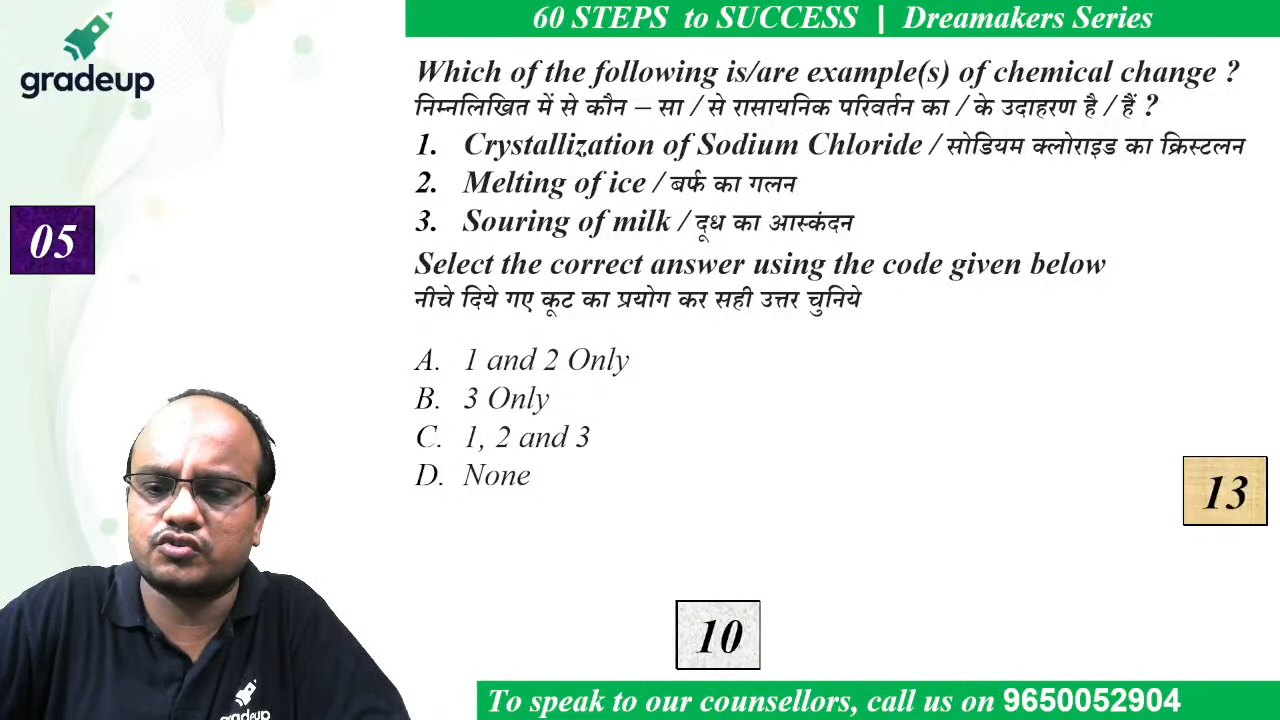 60 STEPS to SUCCESS | Dreamakers Series
gradeup
Which of the following is/are example(s) of chemical change ?
निम्नलिखित में से कौन – सा / से रासायनिक परिवर्तन का / के उदाहरण है / हैं ?
1. Crystallization of Sodium Chloride / सोडियम क्लोराइड का क्रिस्टलन
2. Melting of ice / बर्फ का गलन
3. Souring of milk / दूध का आस्कंदन
05
Select the correct answer using the code given below
नीचे दिये गए कूट का प्रयोग कर सही उत्तर चुनिये
A. 1 and 2 Only
B. 3 Only
C. 1, 2 and 3
D. None
13
10
gradeup
To speak to our counsellors, call us on 9650052904